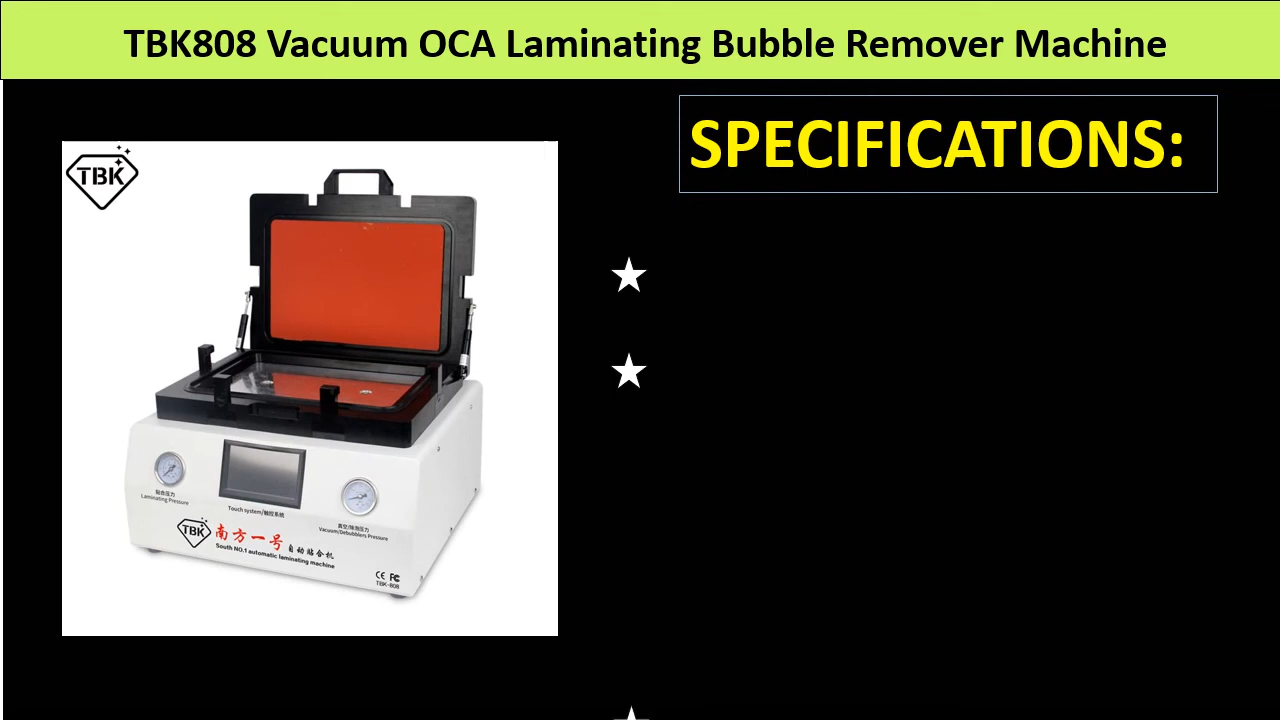 TBK808 Vacuum OCA Laminating Bubble Remover Machine
SPECIFICATIONS:
TBK
贴合压力
Laminating Pressure
Touch system/触控系统
真空/除泡压力
Vacuum/Debubblers Pressure
TBK
南方一号 自动贴合机
South NO.1 automatic laminating machine
CE FC
TBK-808